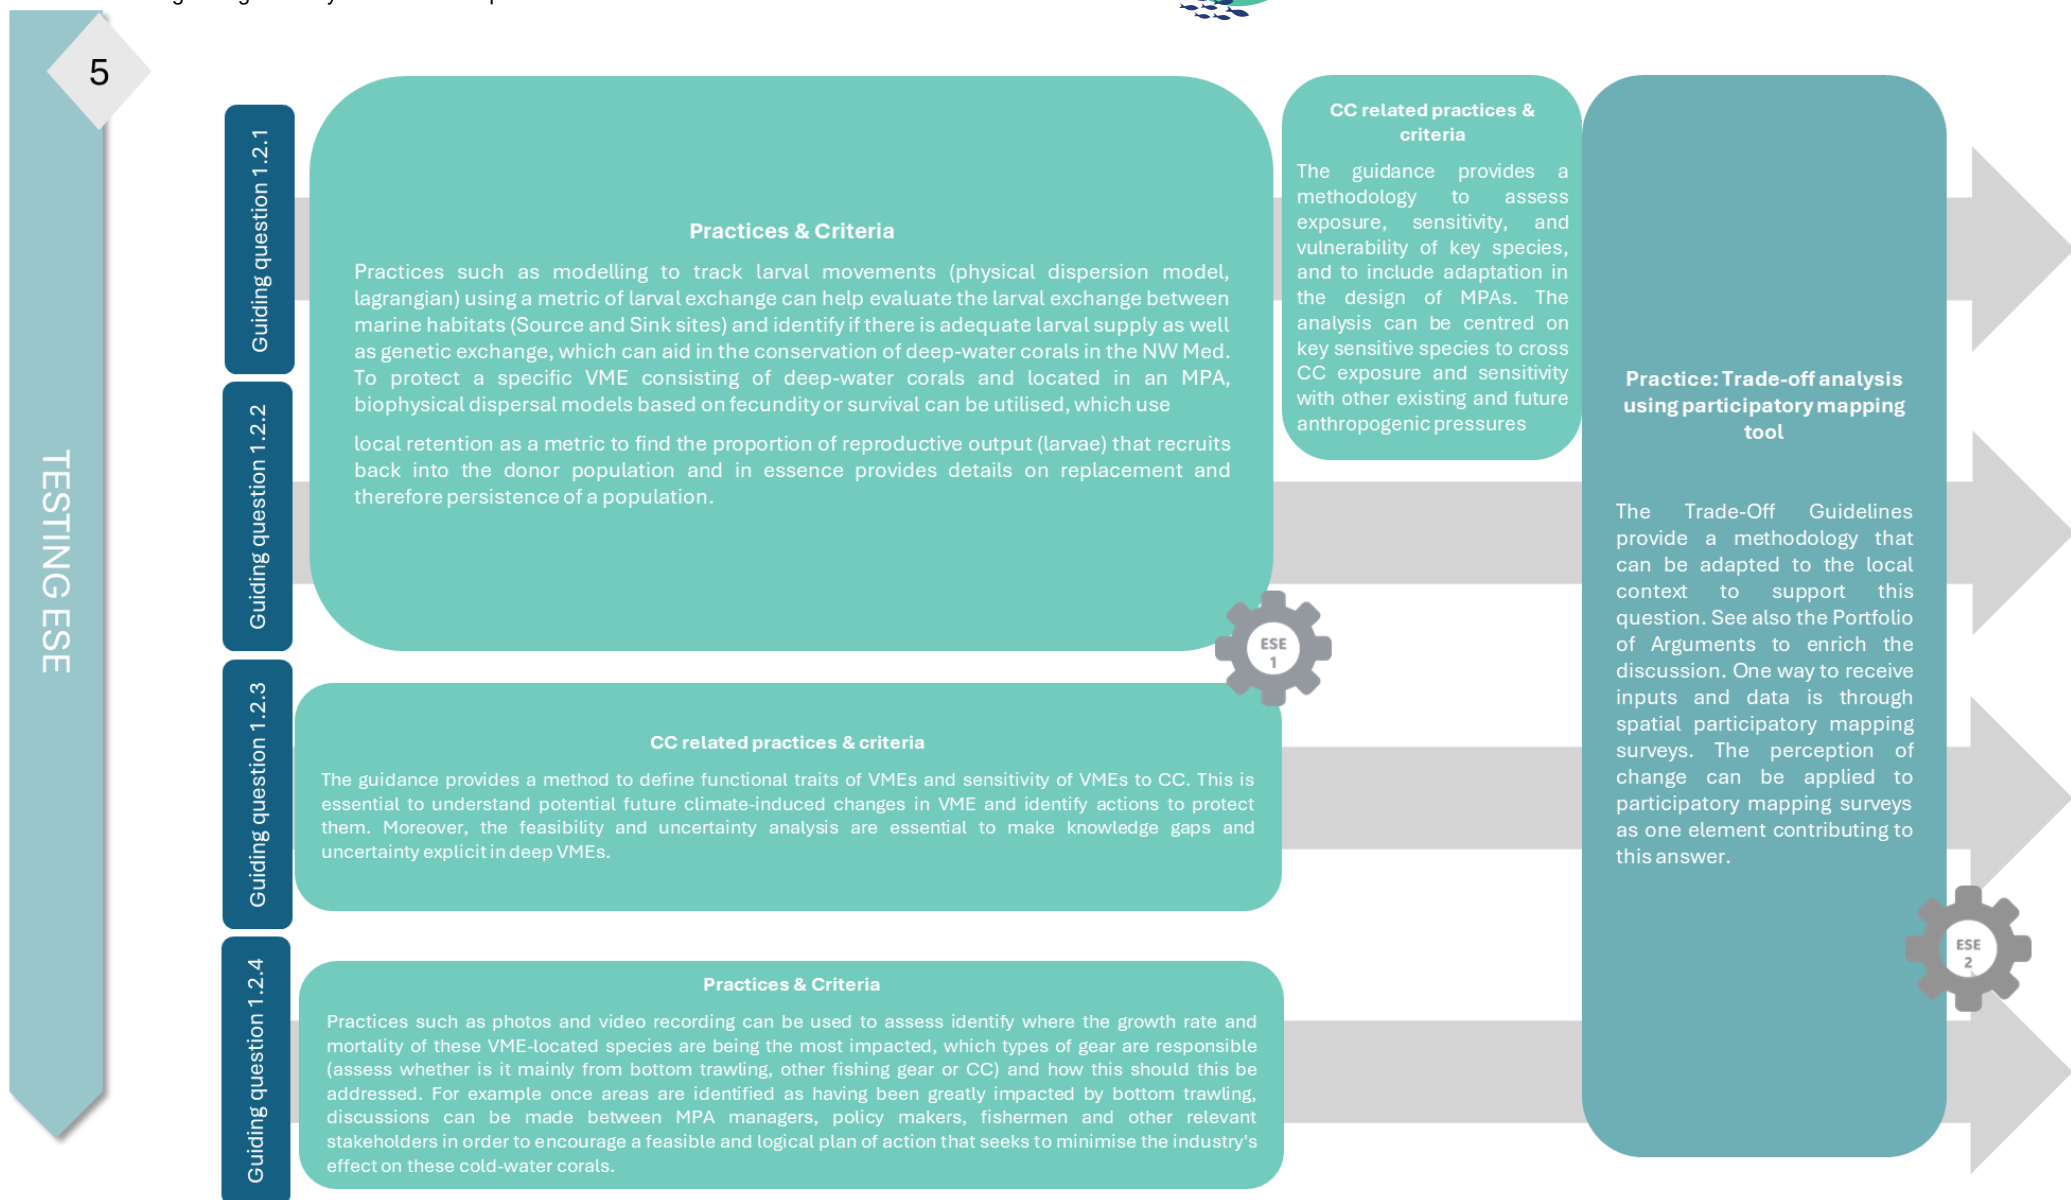 5
TESTING ESE
Guiding question 1.2.1
Practices & Criteria
Practices such as modelling to track larval movements (physical dispersion model,
lagrangian) using a metric of larval exchange can help evaluate the larval exchange between
marine habitats (Source and Sink sites) and identify if there is adequate larval supply as well
as genetic exchange, which can aid in the conservation of deep-water corals in the NW Med.
To protect a specific VME consisting of deep-water corals and located in an MPA,
biophysical dispersal models based on fecundity or survival can be utilised, which use
local retention as a metric to find the proportion of reproductive output (larvae) that recruits
back into the donor population and in essence provides details on replacement and
therefore persistence of a population.
CC related practices &
criteria
The guidance provides a
methodology to assess
exposure, sensitivity, and
vulnerability of key species,
and to include adaptation in
the design of MPAs. The
analysis can be centred on
key sensitive species to cross
CC exposure and sensitivity
with other existing and future
anthropogenic pressures
Guiding question 1.2.2
ESE
1
Guiding question 1.2.3
CC related practices & criteria
The guidance provides a method to define functional traits of VMEs and sensitivity of VMEs to CC. This is
essential to understand potential future climate-induced changes in VME and identify actions to protect
them. Moreover, the feasibility and uncertainty analysis are essential to make knowledge gaps and
uncertainty explicit in deep VMEs.
Guiding question 1.2.4
Practices & Criteria
Practices such as photos and video recording can be used to assess identify where the growth rate and
mortality of these VME-located species are being the most impacted, which types of gear are responsible
(assess whether is it mainly from bottom trawling, other fishing gear or CC) and how this should this be
addressed. For example once areas are identified as having been greatly impacted by bottom trawling,
discussions can be made between MPA managers, policy makers, fishermen and other relevant
stakeholders in order to encourage a feasible and logical plan of action that seeks to minimise the industry's
effect on these cold-water corals.
Practice: Trade-off analysis
using participatory mapping
tool
The Trade-Off Guidelines
provide a methodology that
can be adapted to the local
context to support this
question. See also the Portfolio
of Arguments to enrich the
discussion. One way to receive
inputs and data is through
spatial participatory mapping
surveys. The perception of
change can be applied to
participatory mapping surveys
as one element contributing to
this answer.
ESE
2